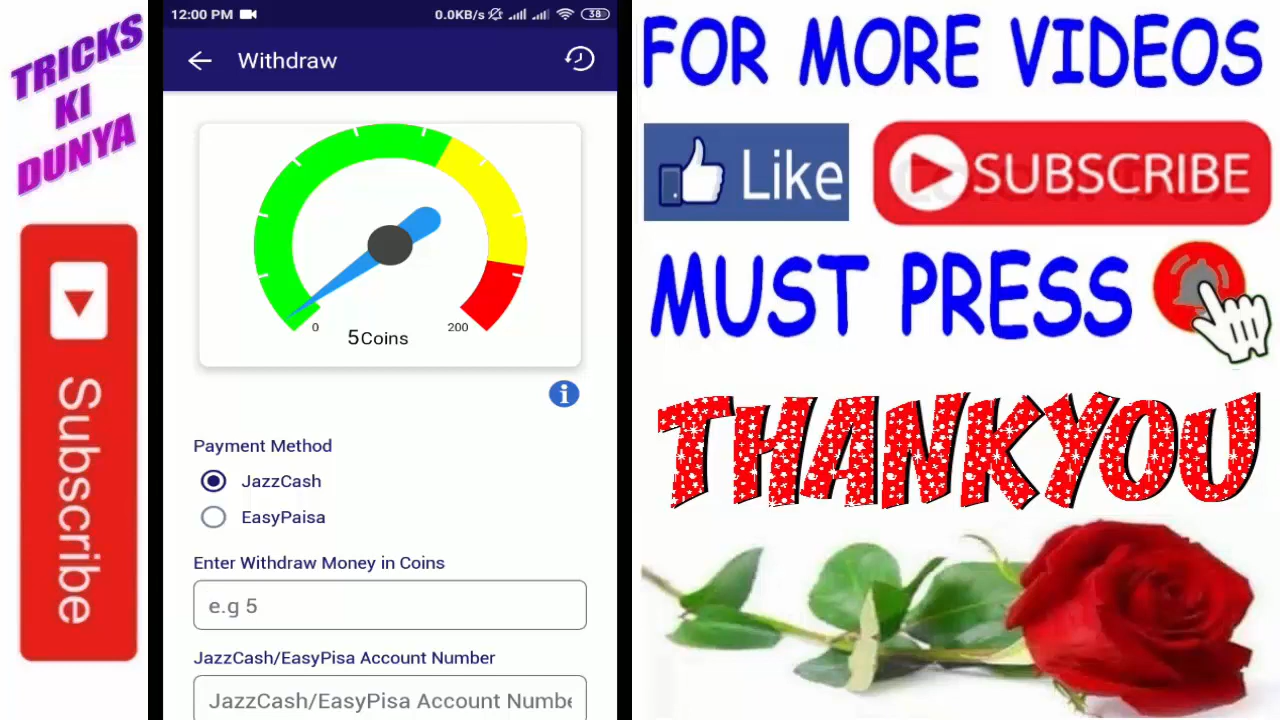 TRICKS
KI
DUNYA
Subscribe
12:00 PM
0.0KB/s
38
Withdraw
0
200
5Coins
i
Payment Method
JazzCash
EasyPaisa
Enter Withdraw Money in Coins
e.g 5
JazzCash/EasyPisa Account Number
JazzCash/EasyPisa Account Numbe
FOR MORE VIDEOS
Like
SUBSCRIBE
MUST PRESS
THANKYOU